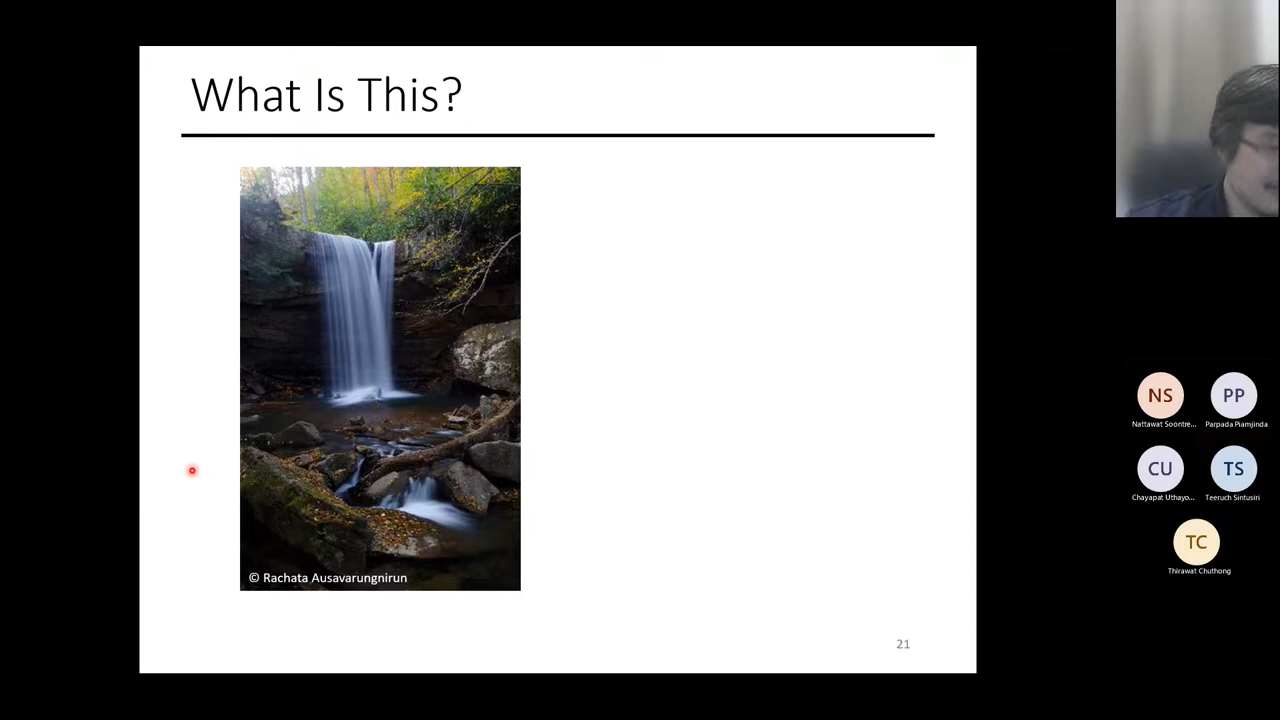 What Is This?
© Rachata Ausavarungnirun
21
NS
PP
Nattawat Soontre...
Parpada Piamjinda
CU
TS
Chayapat Uthayo...
Teeruch Sintusiri
TC
Thirawat Chuthong